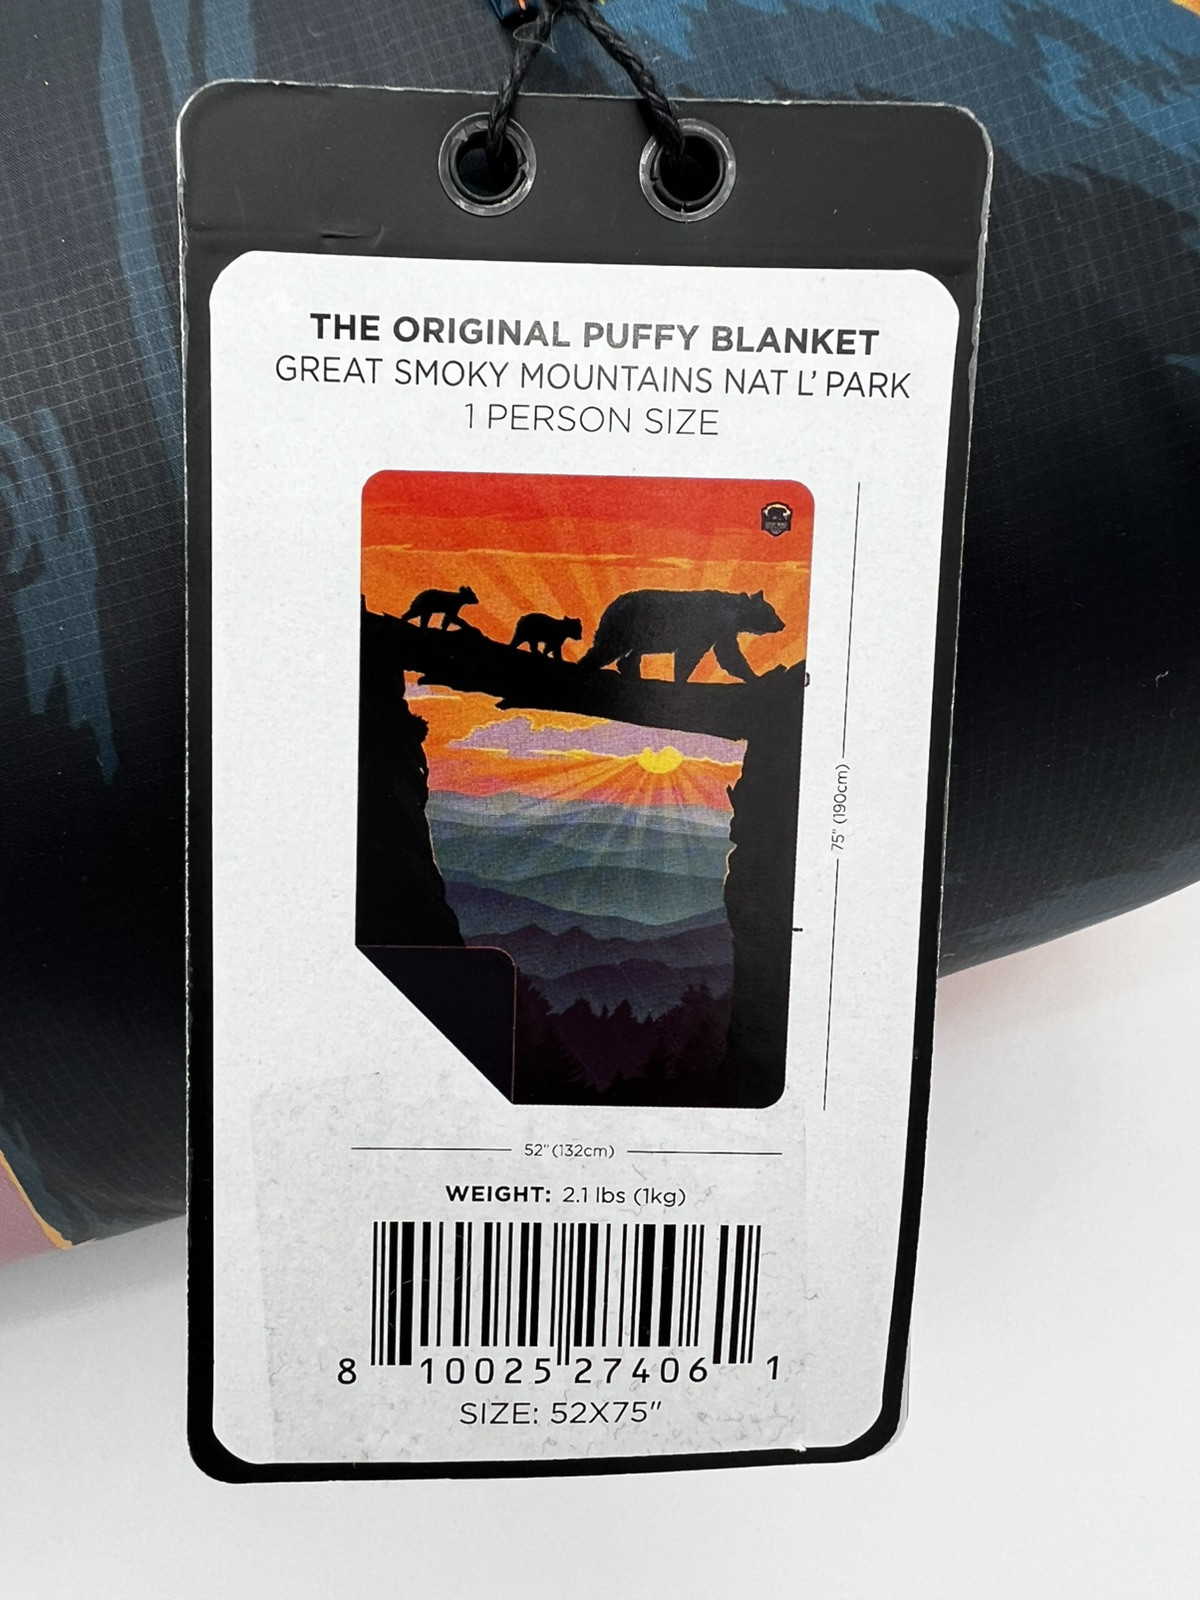 THE ORIGINAL PUFFY BLANKET
GREAT SMOKY MOUNTAINS NAT L' PARK
1 PERSON SIZE
75" (190cm)
52" (132cm)
WEIGHT: 2.1 lbs (1kg)
8 10025 27406 1
SIZE: 52X75"